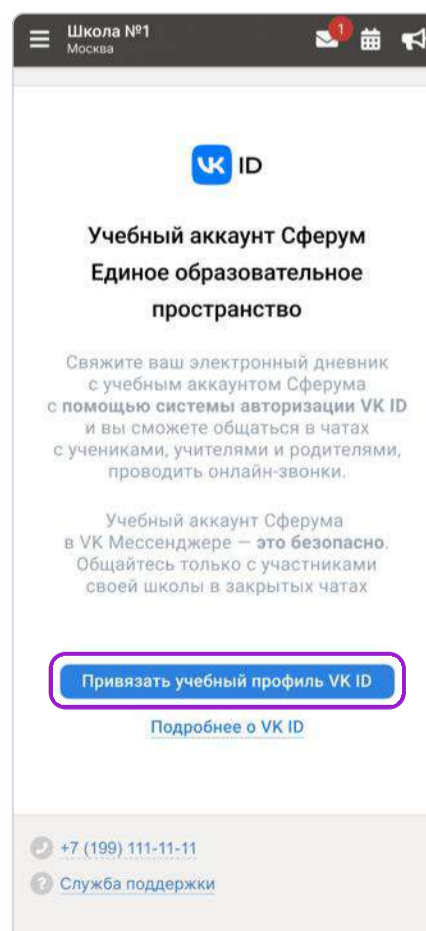 Школа №1
Москва
1
VK ID
Учебный аккаунт Сферум
Единое образовательное
пространство
Свяжите ваш электронный дневник
с учебным аккаунтом Сферума
с помощью системы авторизации VK ID
и вы сможете общаться в чатах
с учениками, учителями и родителями,
проводить онлайн-звонки.
Учебный аккаунт Сферума
в VK Мессенджере — это безопасно.
Общайтесь только с участниками
своей школы в закрытых чатах
Привязать учебный профиль VK ID
Подробнее о VK ID
+7 (199) 111-11-11
? Служба поддержки